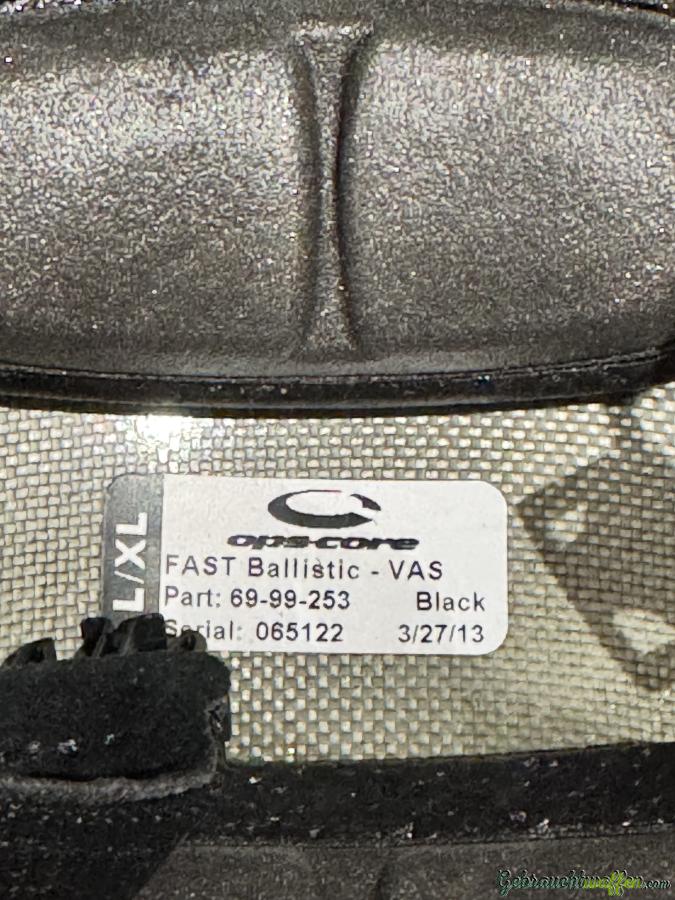 L/XL
ops-core
FAST Ballistic - VAS
Part: 69-99-253 Black
Serial: 065122 3/27/13
Gebrauchtwaffen.com